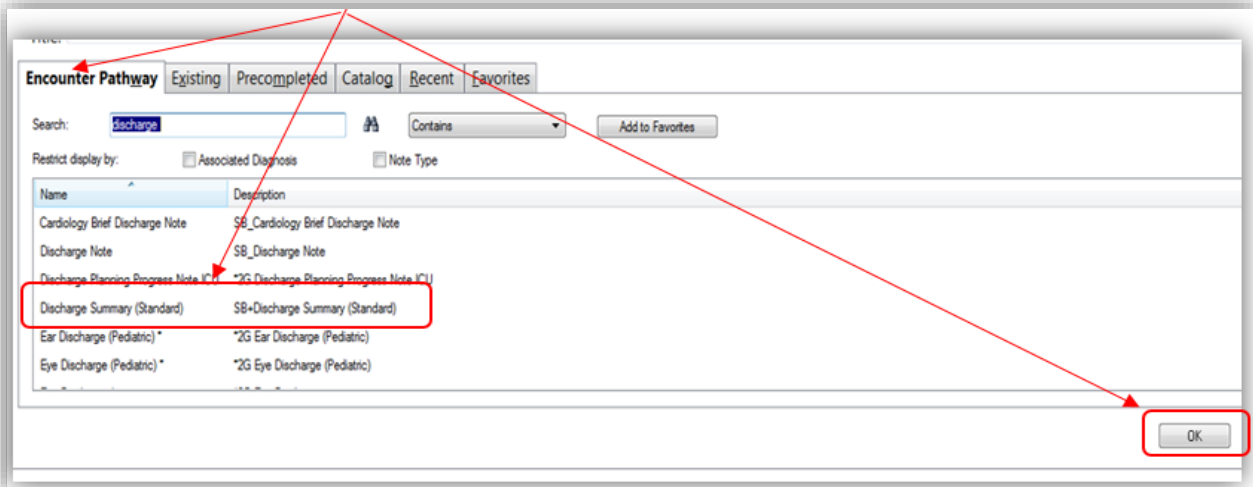 Encounter Pathway Existing Precompleted Catalog Recent Favorites
Search: discharge Contains Add to Favorites
Restrict display by: Associated Diagnosis Note Type
Name Description
Cardiology Brief Discharge Note SB_Cardiology Brief Discharge Note
Discharge Note SB_Discharge Note
Discharge Planning Progress Note ICU *2G Discharge Planning Progress Note ICU
Discharge Summary (Standard) SB+Discharge Summary (Standard)
Ear Discharge (Pediatric) * *2G Ear Discharge (Pediatric)
Eye Discharge (Pediatric) * *2G Eye Discharge (Pediatric)
OK